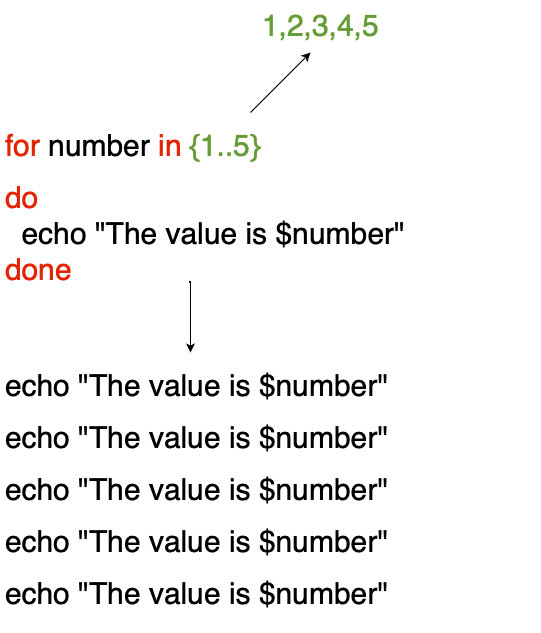 1,2,3,4,5
for number in {1..5}
do
echo "The value is $number"
done
echo "The value is $number"
echo "The value is $number"
echo "The value is $number"
echo "The value is $number"
echo "The value is $number"